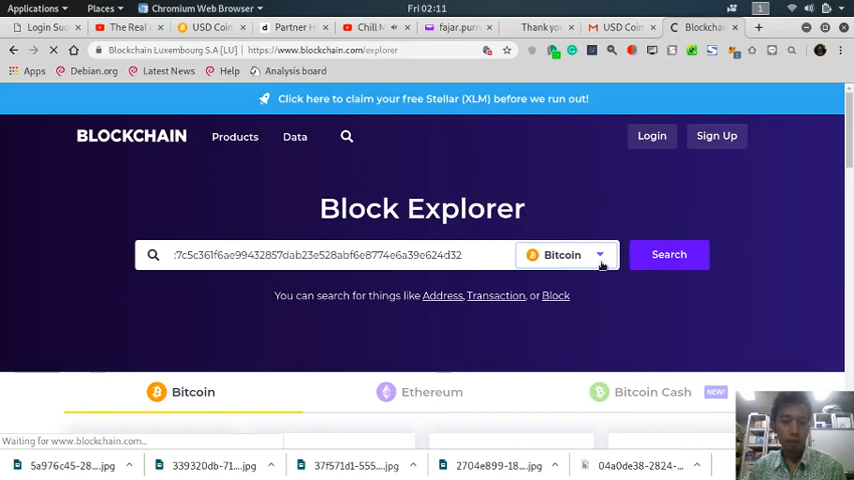 Applications Places Chromium Web Browser Fri 02:11 1
Login Suc The Real USD Coin Partner H Chill M fajar.purn Thank you USD Coin Blockchain
Blockchain Luxembourg S.A [LU] https://www.blockchain.com/explorer
Apps Debian.org Latest News Help Analysis board
Click here to claim your free Stellar (XLM) before we run out!
BLOCKCHAIN Products Data Login Sign Up
Block Explorer
:7c5c361f6ae99432857dab23e528abf6e8774e6a39e624d32 Bitcoin Search
You can search for things like Address, Transaction, or Block
Bitcoin Ethereum Bitcoin Cash NEW!
Waiting for www.blockchain.com...
5a976c45-28....jpg 339320db-71....jpg 37f571d1-555....jpg 2704e899-18....jpg 04a0de38-2824-...